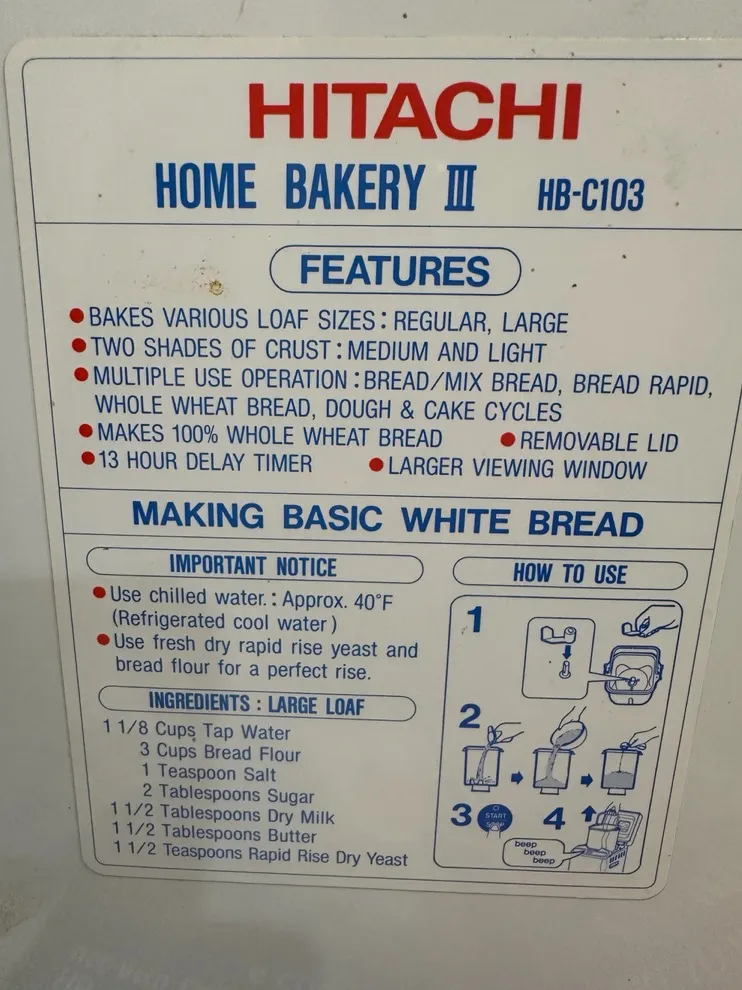 HITACHI
HOME BAKERY III HB-C103
FEATURES
●BAKES VARIOUS LOAF SIZES: REGULAR, LARGE
●TWO SHADES OF CRUST: MEDIUM AND LIGHT
●MULTIPLE USE OPERATION: BREAD/MIX BREAD, BREAD RAPID,
WHOLE WHEAT BREAD, DOUGH & CAKE CYCLES
●MAKES 100% WHOLE WHEAT BREAD ●REMOVABLE LID
●13 HOUR DELAY TIMER ●LARGER VIEWING WINDOW
MAKING BASIC WHITE BREAD
IMPORTANT NOTICE
●Use chilled water.: Approx. 40°F
(Refrigerated cool water)
●Use fresh dry rapid rise yeast and
bread flour for a perfect rise.
INGREDIENTS : LARGE LOAF
1 1/8 Cups Tap Water
3 Cups Bread Flour
1 Teaspoon Salt
2 Tablespoons Sugar
1 1/2 Tablespoons Dry Milk
1 1/2 Tablespoons Butter
1 1/2 Teaspoons Rapid Rise Dry Yeast
HOW TO USE
1
2
3 START
4
beep
beep
beep